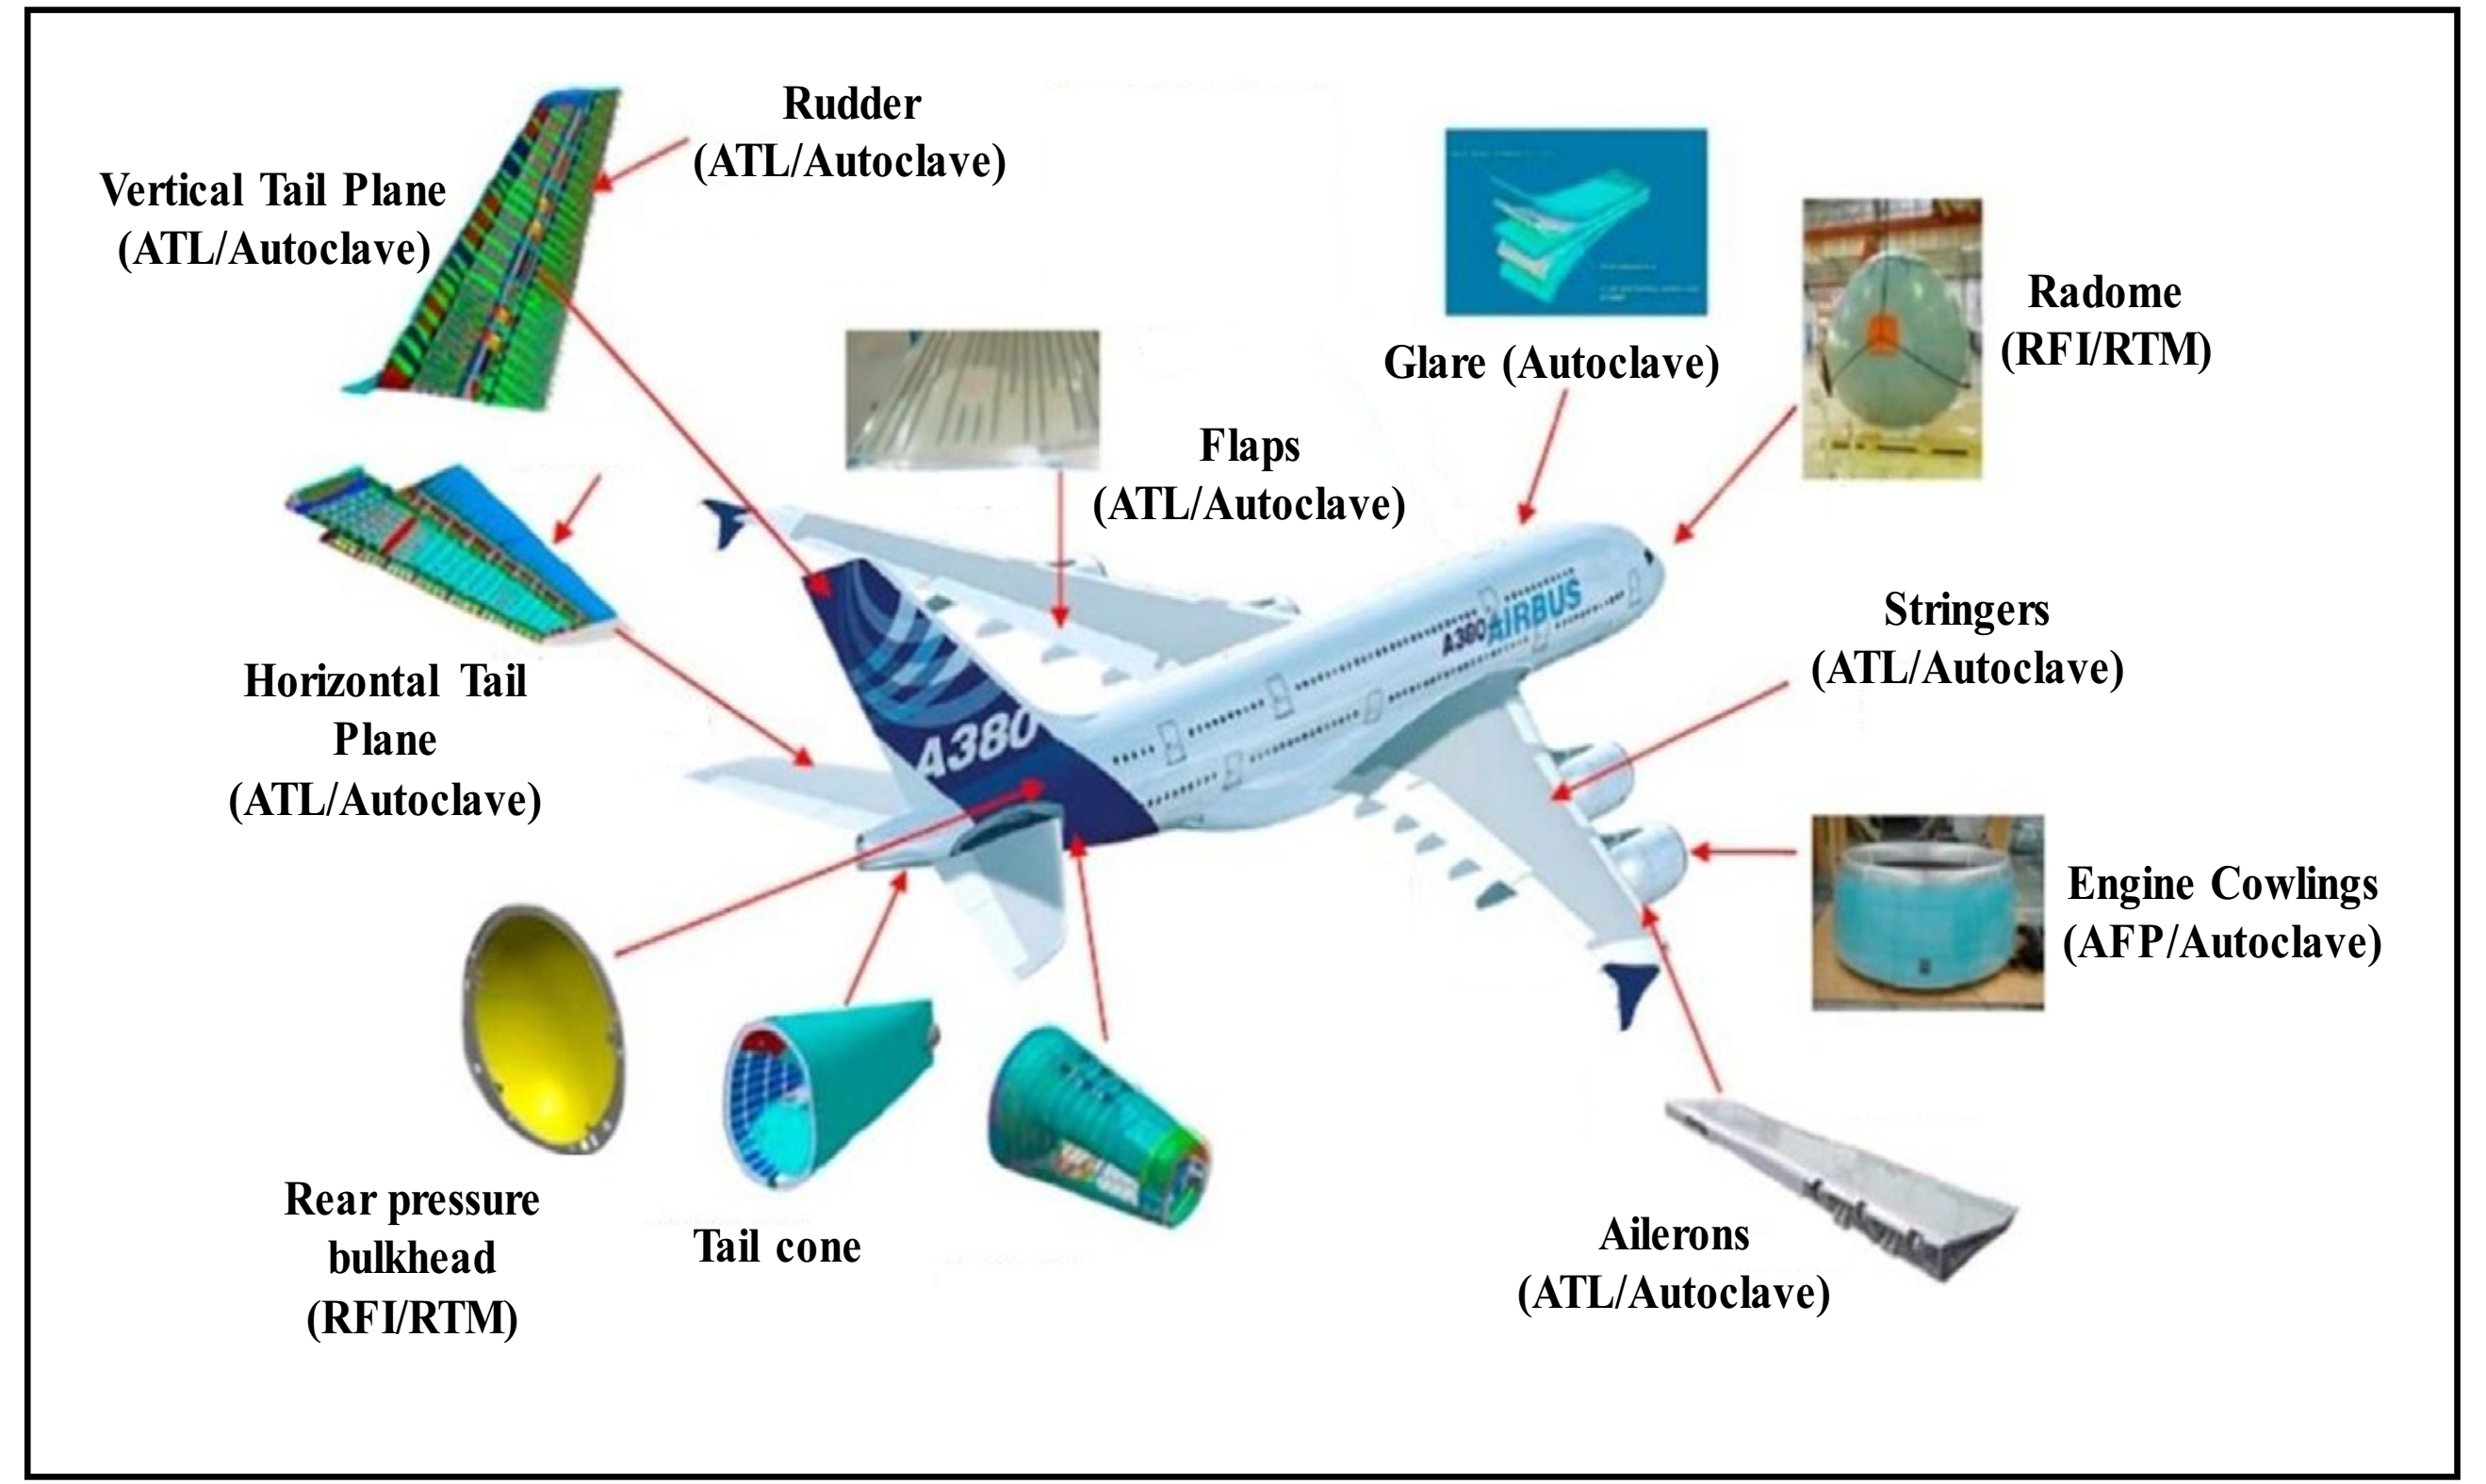 Rudder
(ATL/Autoclave)
Vertical Tail Plane
(ATL/Autoclave)
Glare (Autoclave)
Radome
(RFI/RTM)
Flaps
(ATL/Autoclave)
Horizontal Tail
Plane
(ATL/Autoclave)
A380
A380
AIRBUS
Stringers
(ATL/Autoclave)
Engine Cowlings
(AFP/Autoclave)
Rear pressure
bulkhead
(RFI/RTM)
Tail cone
Ailerons
(ATL/Autoclave)